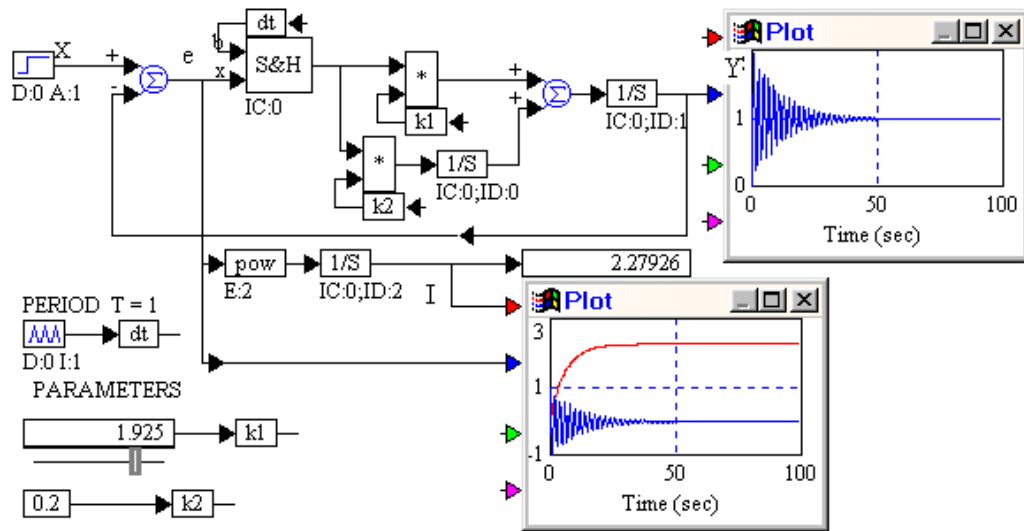 dt
Plot
X
+
e
b
Y
-
Σ
x
S&H
*
+
Σ
1/S
D:0 A:1
IC:0
k1
+
IC:0;ID:1
1
*
1/S
0
k2
IC:0;ID:0
0 50 100
Time (sec)
pow
1/S
2.27926
E:2
IC:0;ID:2
I
Plot
PERIOD T = 1
dt
3
D:0 I:1
PARAMETERS
1
1.925
k1
-1
0 50 100
0.2
k2
Time (sec)